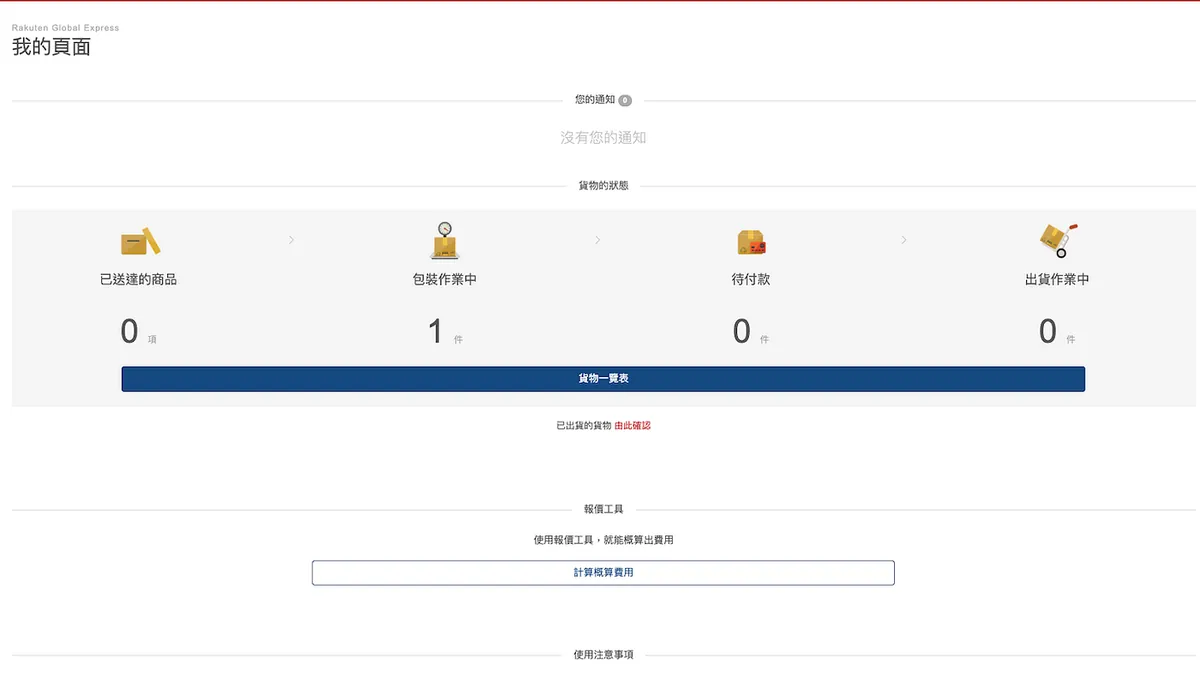 Rakuten Global Express
我的頁面
您的通知 0
沒有您的通知
貨物的狀態
已送達的商品
包裝作業中
待付款
出貨作業中
0 項
1 件
0 件
0 件
貨物一覽表
已出貨的貨物 由此確認
報價工具
使用報價工具，就能概算出費用
計算概算費用
使用注意事項